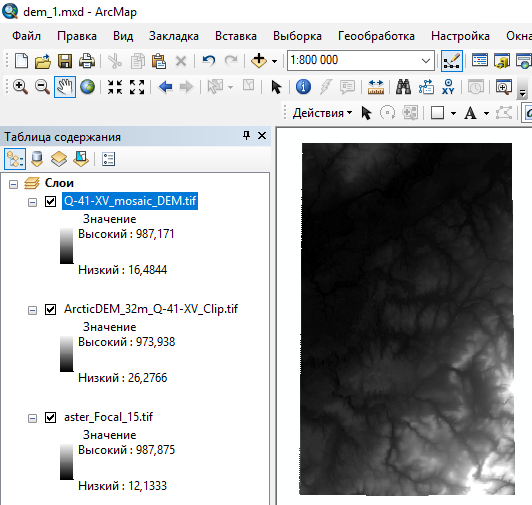 dem_1.mxd - ArcMap
Файл Правка Вид Закладка Вставка Выборка Геообработка Настройка Окна
1:800 000
Действия
Таблица содержания
Слои
Q-41-XV_mosaic_DEM.tif
Значение
Высокий : 987,171
Низкий : 16,4844
ArcticDEM_32m_Q-41-XV_Clip.tif
Значение
Высокий : 973,938
Низкий : 26,2766
aster_Focal_15.tif
Значение
Высокий : 987,875
Низкий : 12,1333